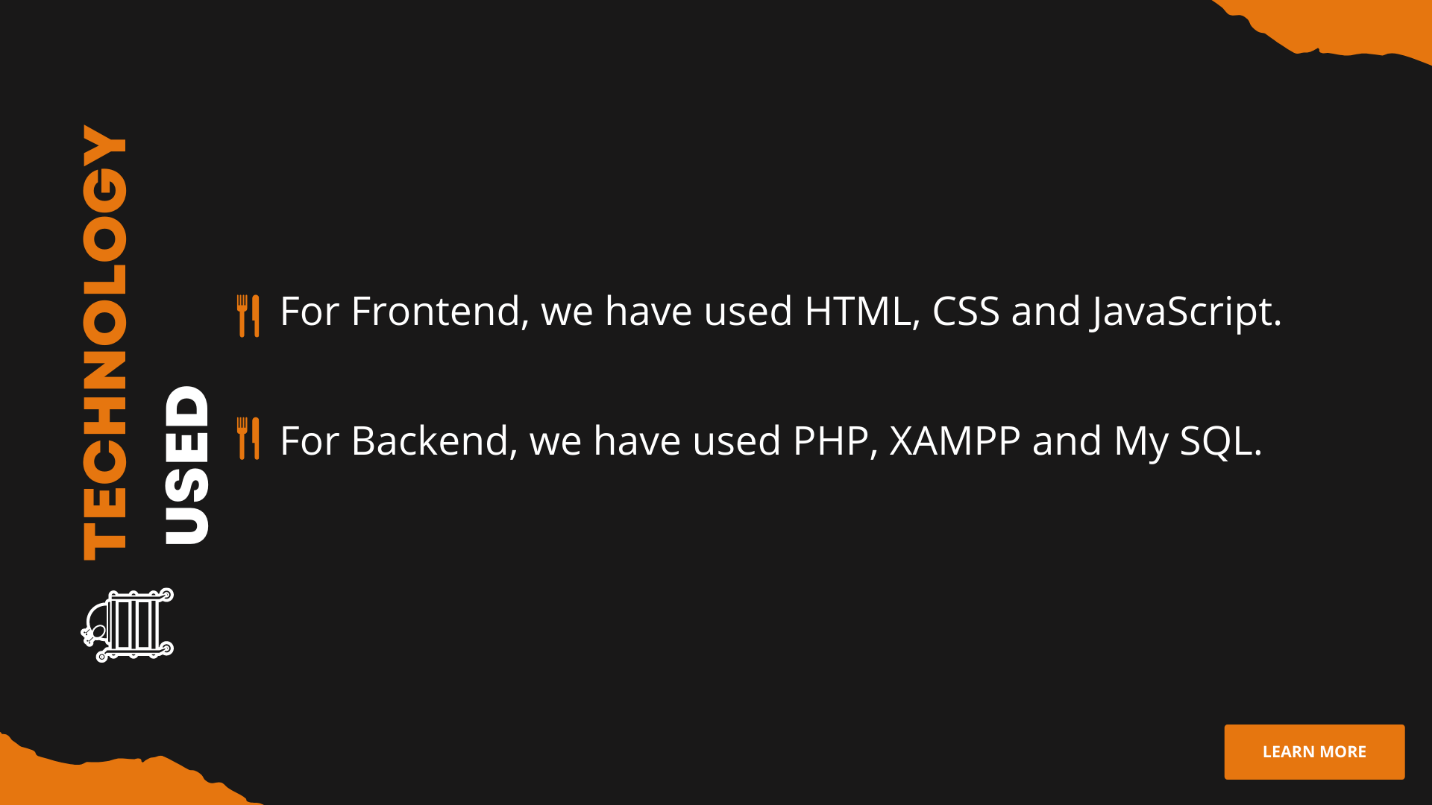 TECHNOLOGY
USED
For Frontend, we have used HTML, CSS and JavaScript.
For Backend, we have used PHP, XAMPP and My SQL.
LEARN MORE